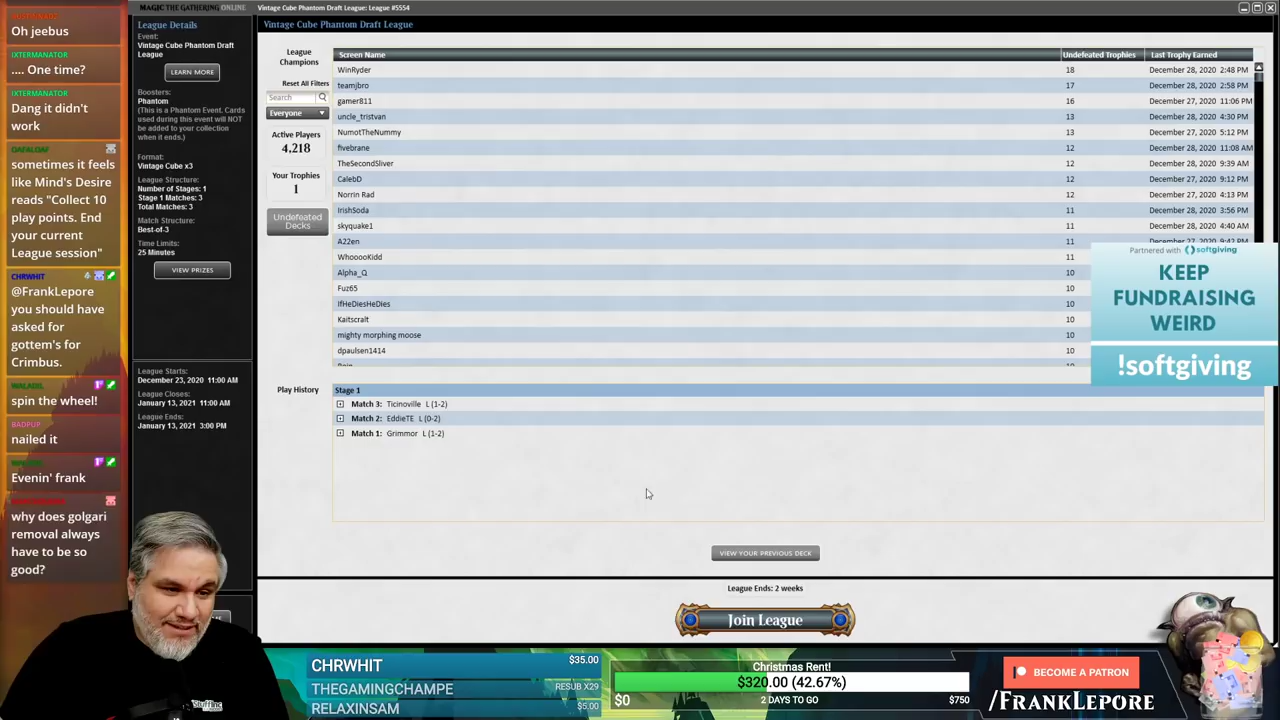 MAGIC THE GATHERING ONLINE
Vintage Cube Phantom Draft League: League #5554
Oh jeebus
IXTERMINATOR
.... One time?
IXTERMINATOR
Dang it didn't
work
sometimes it feels
like Mind's Desire
reads "Collect 10
play points. End
your current
League session"
CHRWHIT
@FrankLepore
you should have
asked for
gottem's for
Crimbus.
spin the wheel!
BADPUP
nailed it
Evenin' frank
why does golgari
removal always
have to be so
good?
League Details
Event:
Vintage Cube Phantom Draft
League
LEARN MORE
Boosters:
Phantom
(This is a Phantom Event. Cards
used during this event will NOT
be added to your collection
when it ends.)
Format:
Vintage Cube x3
League Structure:
Number of Stages: 1
Stage 1 Matches: 3
Total Matches: 3
Match Structure:
Best-of-3
Time Limits:
25 Minutes
VIEW PRIZES
League Starts:
December 23, 2020 11:00 AM
League Closes:
January 13, 2021 11:00 AM
League Ends:
January 13, 2021 3:00 PM
Vintage Cube Phantom Draft League
League
Champions
Reset All Filters
Search
Everyone
Active Players
4,218
Your Trophies
1
Undefeated
Decks
Screen Name Undefeated Trophies Last Trophy Earned
WinRyder 18 December 28, 2020 2:48 PM
teamjbro 17 December 28, 2020 2:58 PM
gamer811 16 December 27, 2020 11:06 PM
uncle_tristvan 13 December 28, 2020 4:30 PM
NumotTheNummy 13 December 27, 2020 5:12 PM
fivebrane 12 December 28, 2020 11:08 AM
TheSecondSliver 12 December 28, 2020 9:39 AM
CalebD 12 December 27, 2020 9:12 PM
Norrin Rad 12 December 27, 2020 4:13 PM
IrishSoda 11 December 28, 2020 3:56 PM
skyquake1 11 December 28, 2020 4:40 AM
A22en 11 December 27, 2020 9:42 PM
WhooooKidd 11
Alpha_Q 10
Fuz65 10
IfHeDiesHeDies 10
Kaitscralt 10
mighty morphing moose 10
dpaulsen1414 10
Partnered with softgiving
KEEP
FUNDRAISING
WEIRD
!softgiving
Play History
Stage 1
Match 3: Ticinoville L (1-2)
Match 2: EddieTE L (0-2)
Match 1: Grimmor L (1-2)
VIEW YOUR PREVIOUS DECK
League Ends: 2 weeks
Join League
CHRWHIT $35.00
THEGAMINGCHAMPE RESUB X29
RELAXINSAM $5.00
Christmas Rent!
$320.00 (42.67%)
$0 2 DAYS TO GO $750
BECOME A PATRON
/FRANKLEPORE